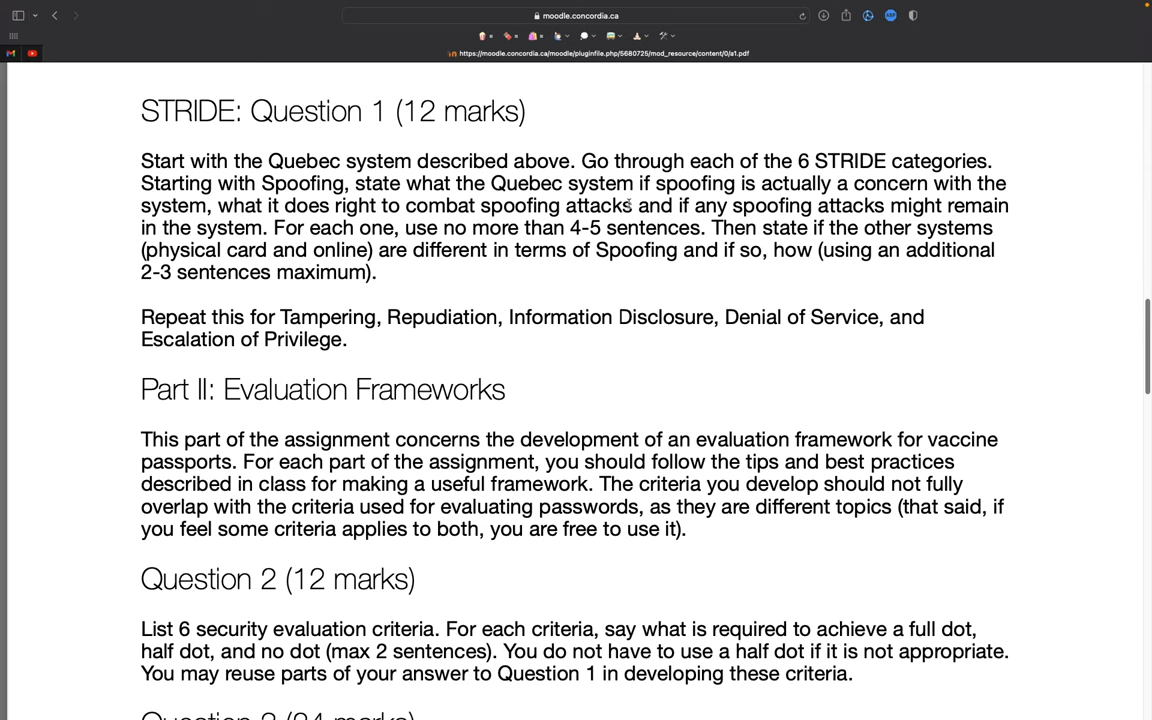 moodle.concordia.ca
https://moodle.concordia.ca/moodle/pluginfile.php/5680725/mod_resource/content/0/a1.pdf
STRIDE: Question 1 (12 marks)
Start with the Quebec system described above. Go through each of the 6 STRIDE categories.
Starting with Spoofing, state what the Quebec system if spoofing is actually a concern with the
system, what it does right to combat spoofing attacks and if any spoofing attacks might remain
in the system. For each one, use no more than 4-5 sentences. Then state if the other systems
(physical card and online) are different in terms of Spoofing and if so, how (using an additional
2-3 sentences maximum).
Repeat this for Tampering, Repudiation, Information Disclosure, Denial of Service, and
Escalation of Privilege.
Part II: Evaluation Frameworks
This part of the assignment concerns the development of an evaluation framework for vaccine
passports. For each part of the assignment, you should follow the tips and best practices
described in class for making a useful framework. The criteria you develop should not fully
overlap with the criteria used for evaluating passwords, as they are different topics (that said, if
you feel some criteria applies to both, you are free to use it).
Question 2 (12 marks)
List 6 security evaluation criteria. For each criteria, say what is required to achieve a full dot,
half dot, and no dot (max 2 sentences). You do not have to use a half dot if it is not appropriate.
You may reuse parts of your answer to Question 1 in developing these criteria.